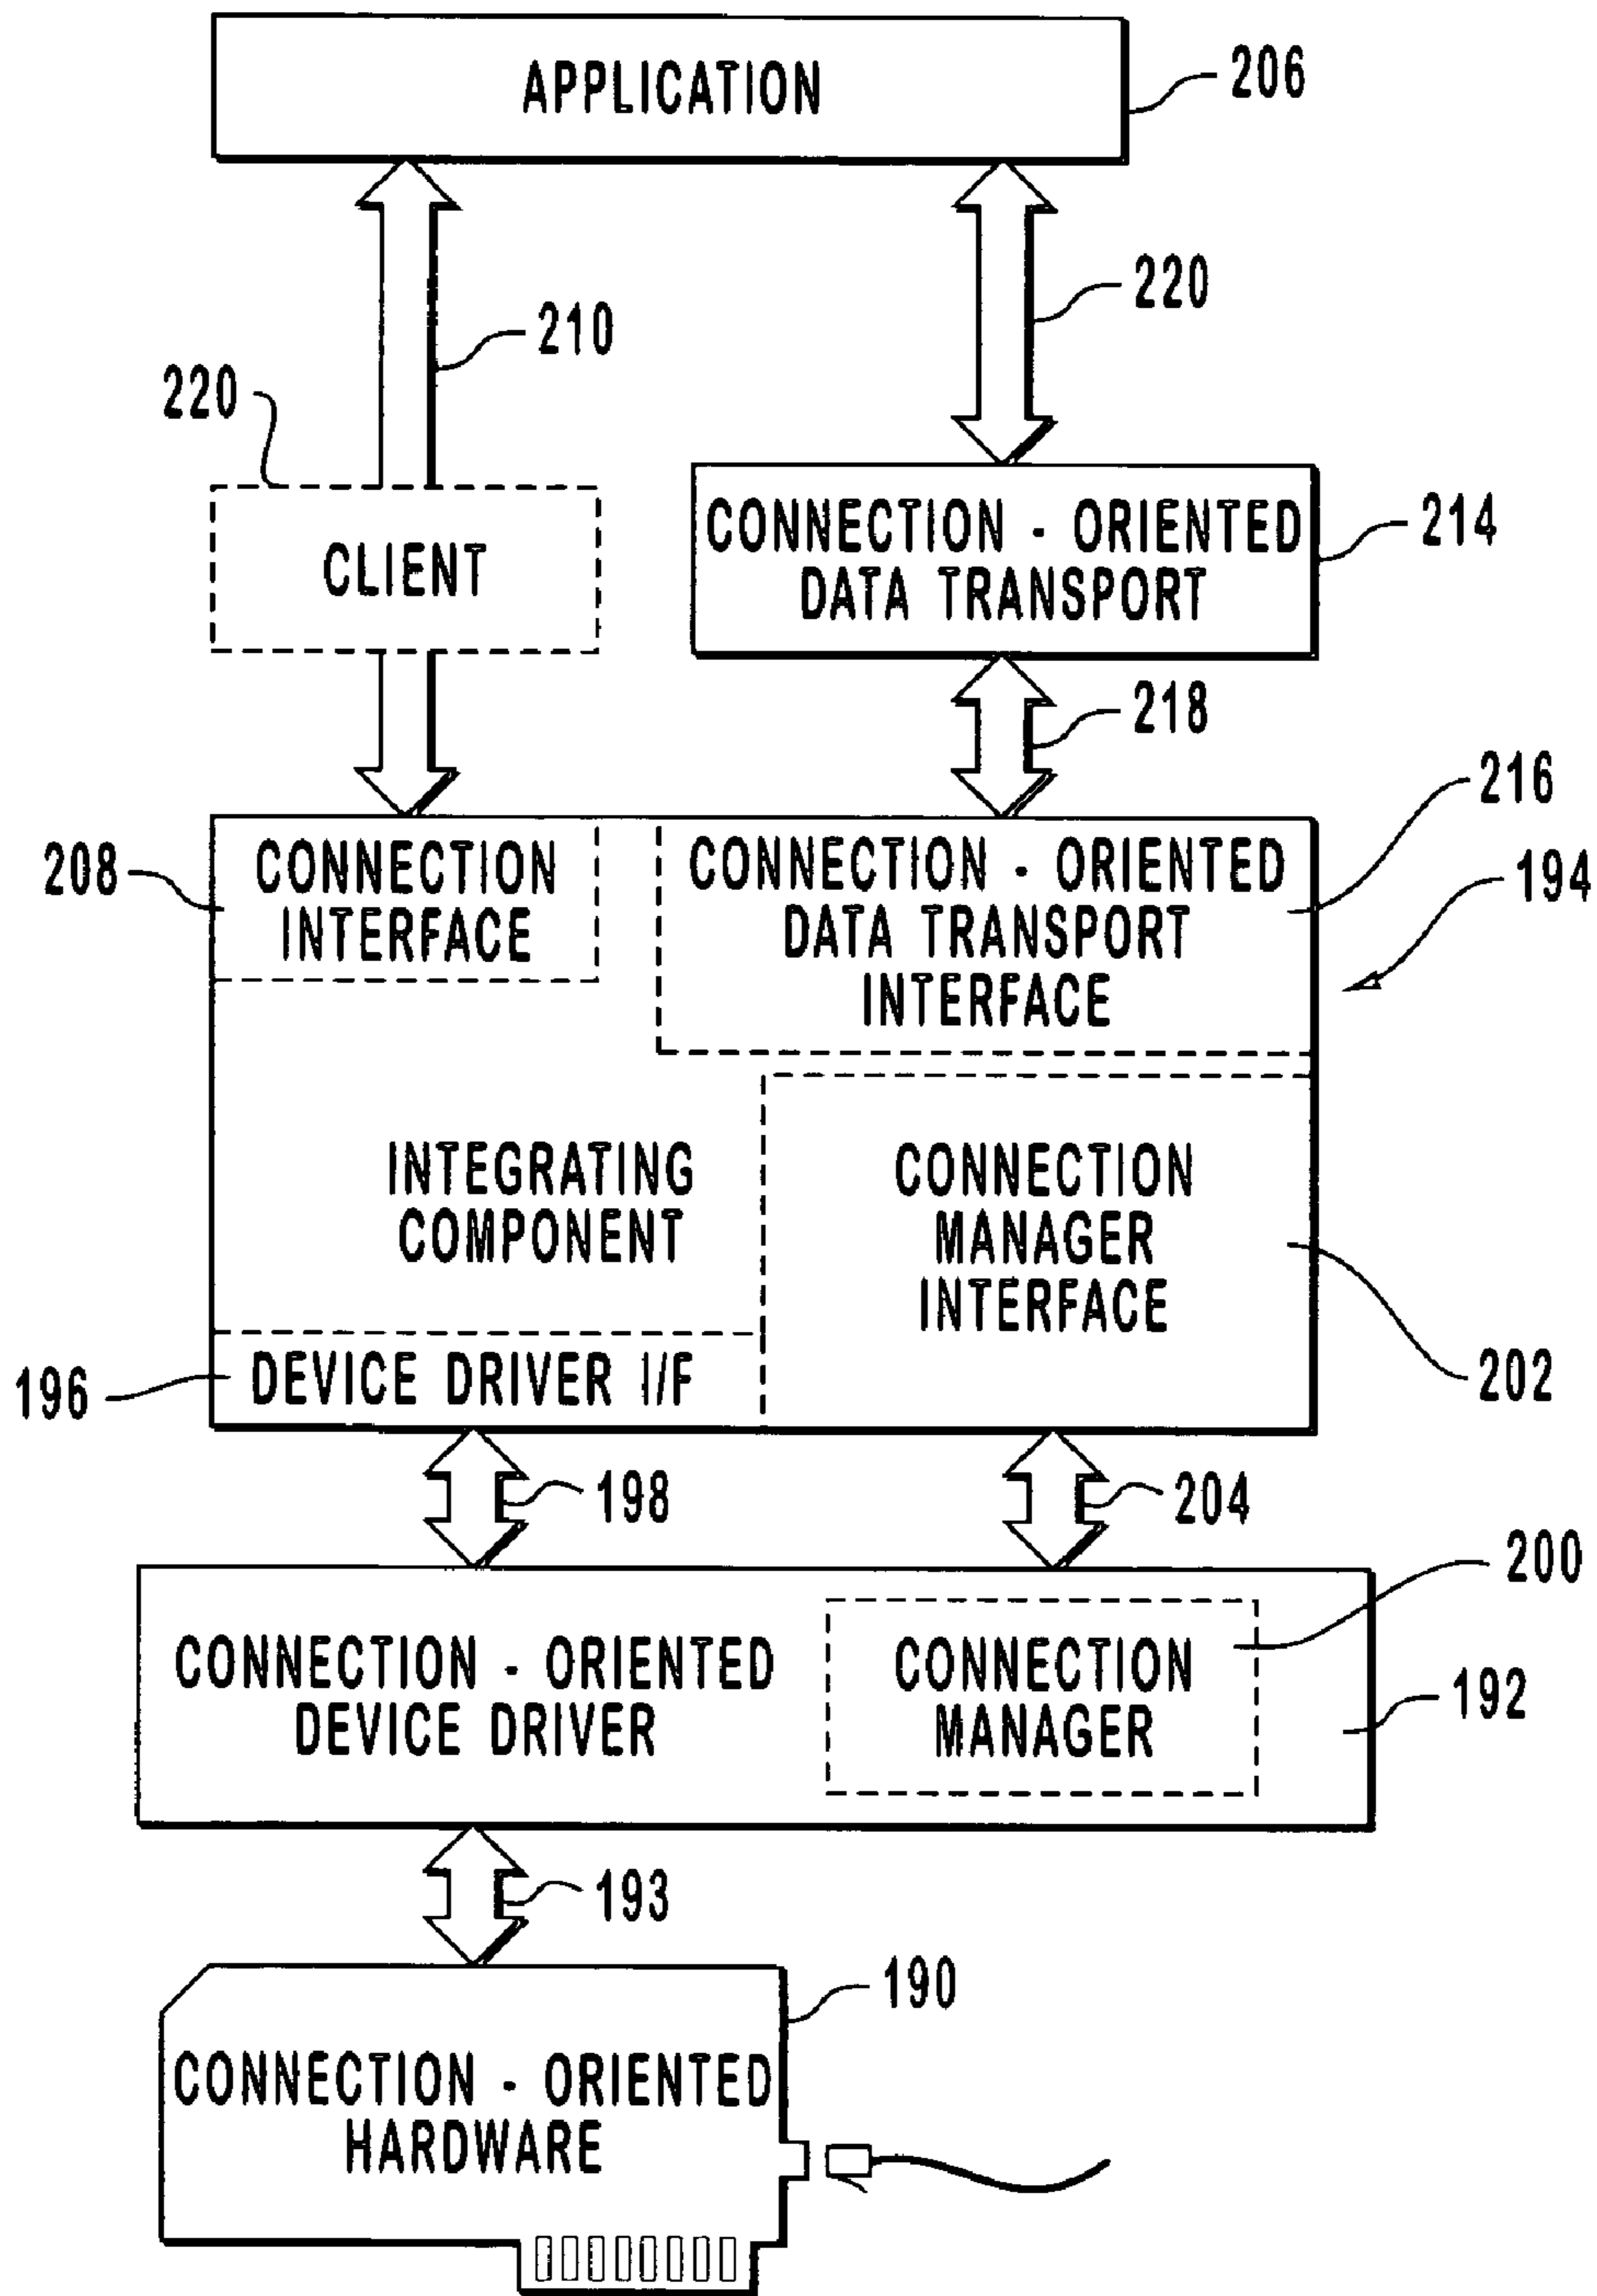 APPLICATION
206
210
220
220
CLIENT
CONNECTION - ORIENTED
DATA TRANSPORT
214
218
216
194
208
CONNECTION
INTERFACE
CONNECTION - ORIENTED
DATA TRANSPORT
INTERFACE
INTEGRATING
COMPONENT
CONNECTION
MANAGER
INTERFACE
202
196
DEVICE DRIVER I/F
198
204
200
CONNECTION - ORIENTED
DEVICE DRIVER
CONNECTION
MANAGER
192
193
190
CONNECTION - ORIENTED
HARDWARE